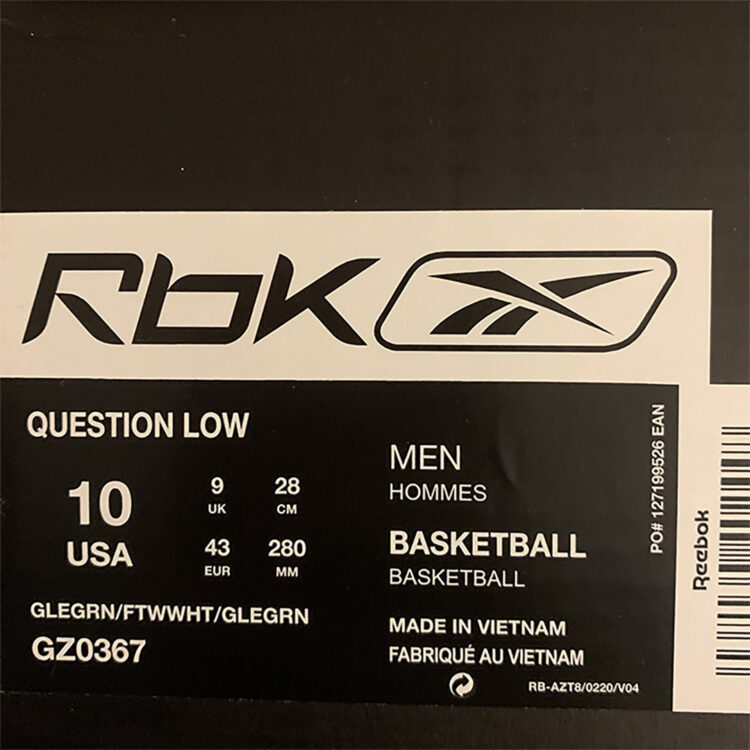 Rbk
QUESTION LOW
10
USA
9
UK
28
CM
43
EUR
280
MM
GLEGRN/FTWWHT/GLEGRN
GZ0367
MEN
HOMMES
BASKETBALL
BASKETBALL
MADE IN VIETNAM
FABRIQUÉ AU VIETNAM
RB-AZT8/0220/V04
PO# 127199526 EAN
Reebok